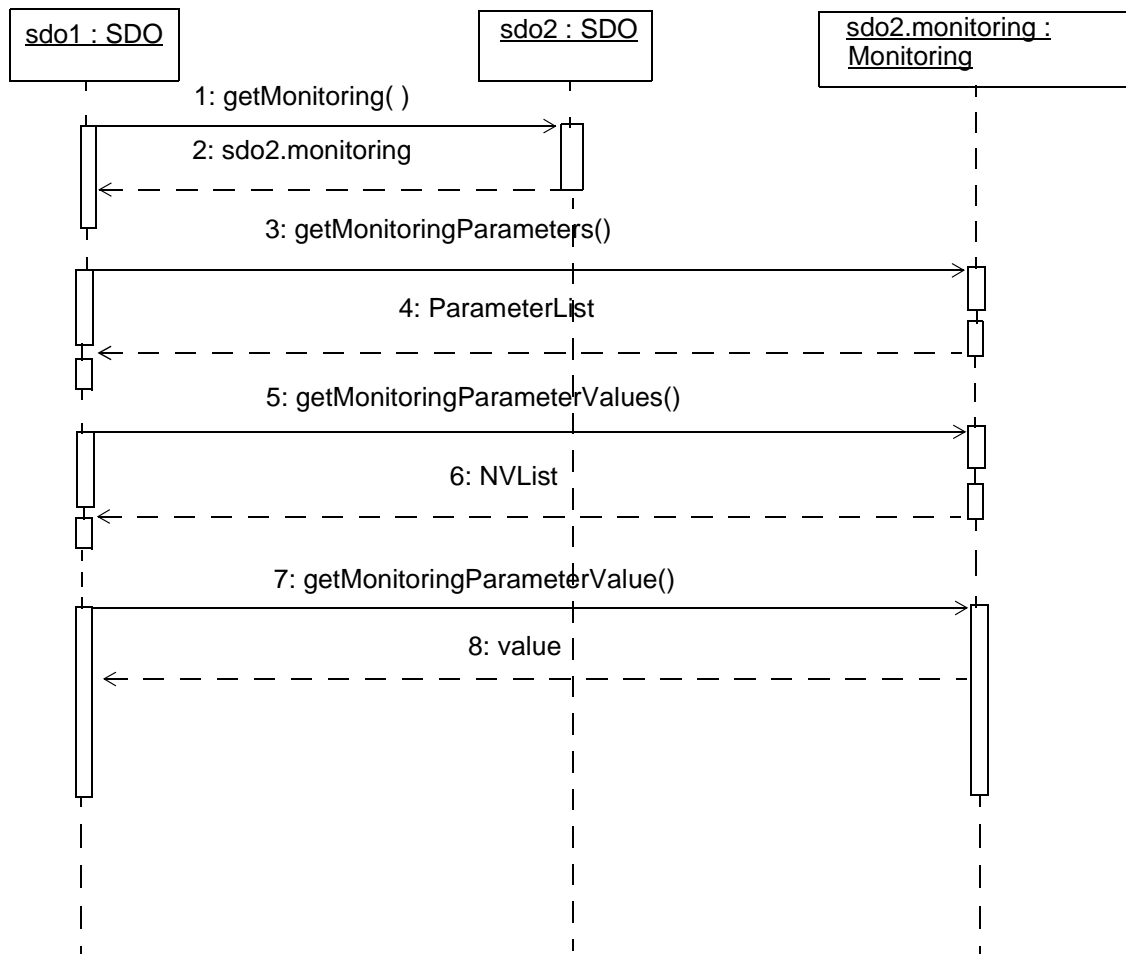 sdo1 : SDO
sdo2 : SDO
sdo2.monitoring :
Monitoring
1: getMonitoring( )
2: sdo2.monitoring
3: getMonitoringParameters()
4: ParameterList
5: getMonitoringParameterValues()
6: NVList
7: getMonitoringParameterValue()
8: value